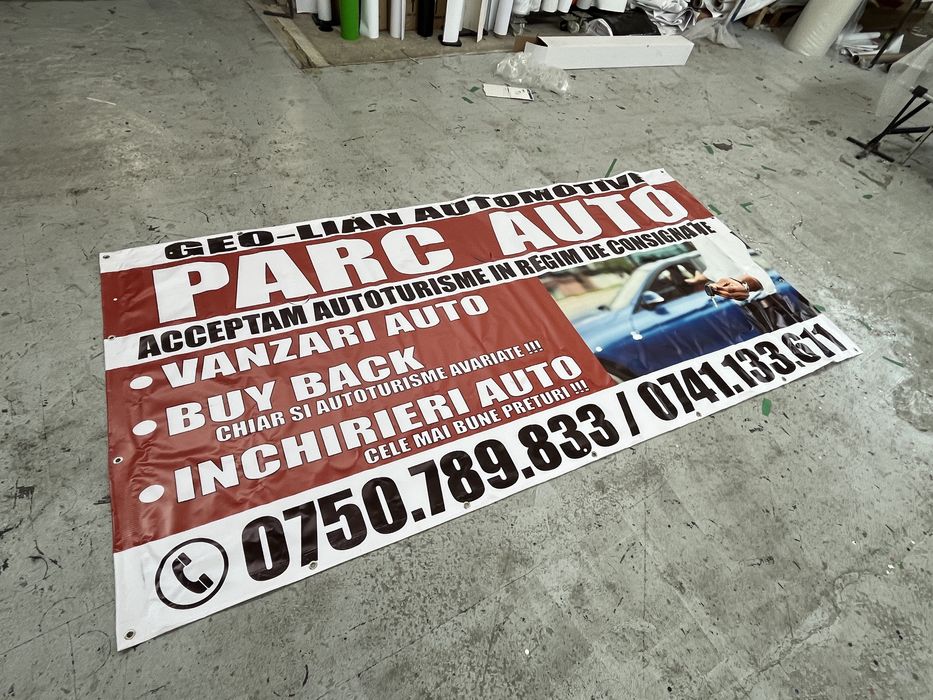 GEO-LIAN AUTOMOTIVE
PARC AUTO
ACCEPTAM AUTOTURISME IN REGIM DE CONSIGNATIE
• VANZARI AUTO
• BUY BACK
CHIAR SI AUTOTURISME AVARIATE !!!
• INCHIRIERI AUTO
CELE MAI BUNE PRETURI !!!
0750.789.833 / 0741.133.611